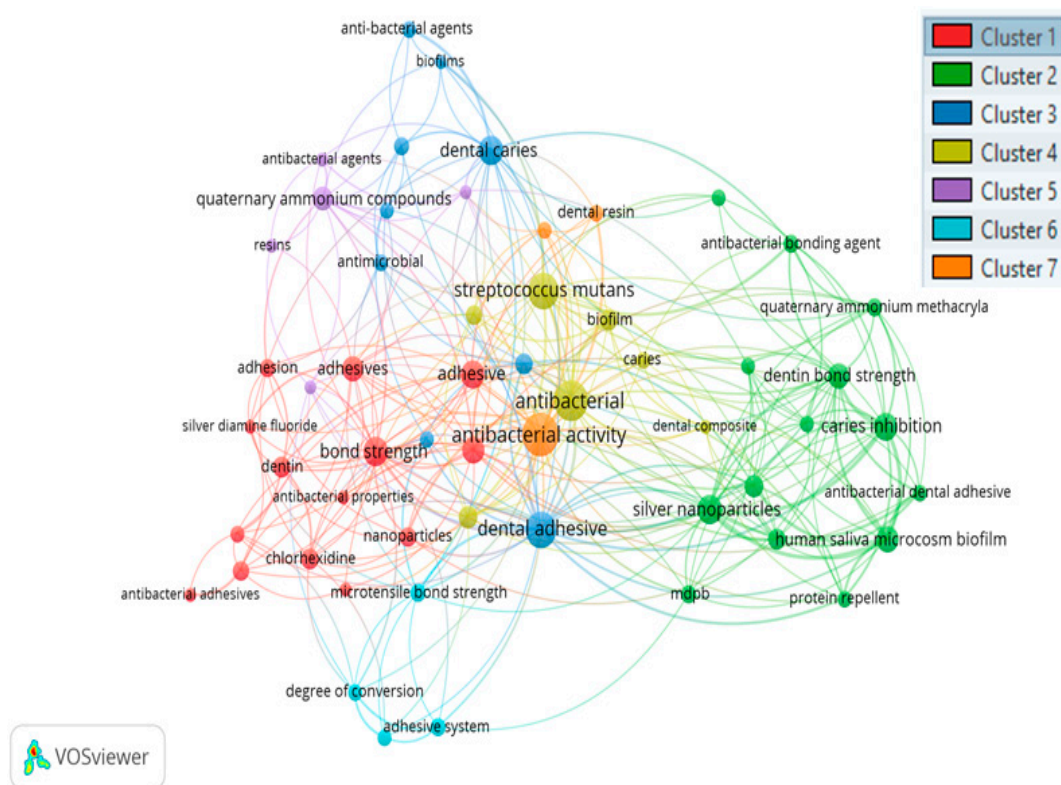 anti-bacterial agents
biofilms
dental caries
antibacterial agents
quaternary ammonium compounds
resins
antimicrobial
dental resin
antibacterial bonding agent
streptococcus mutans
biofilm
quaternary ammonium methacryla
adhesion
adhesives
adhesive
caries
dentin bond strength
antibacterial
silver diamine fluoride
dental composite
caries inhibition
bond strength
antibacterial activity
dentin
antibacterial properties
antibacterial dental adhesive
silver nanoparticles
nanoparticles
dental adhesive
human saliva microcosm biofilm
chlorhexidine
antibacterial adhesives
microtensile bond strength
mdpb
protein repellent
degree of conversion
adhesive system
Cluster 1
Cluster 2
Cluster 3
Cluster 4
Cluster 5
Cluster 6
Cluster 7
VOSviewer